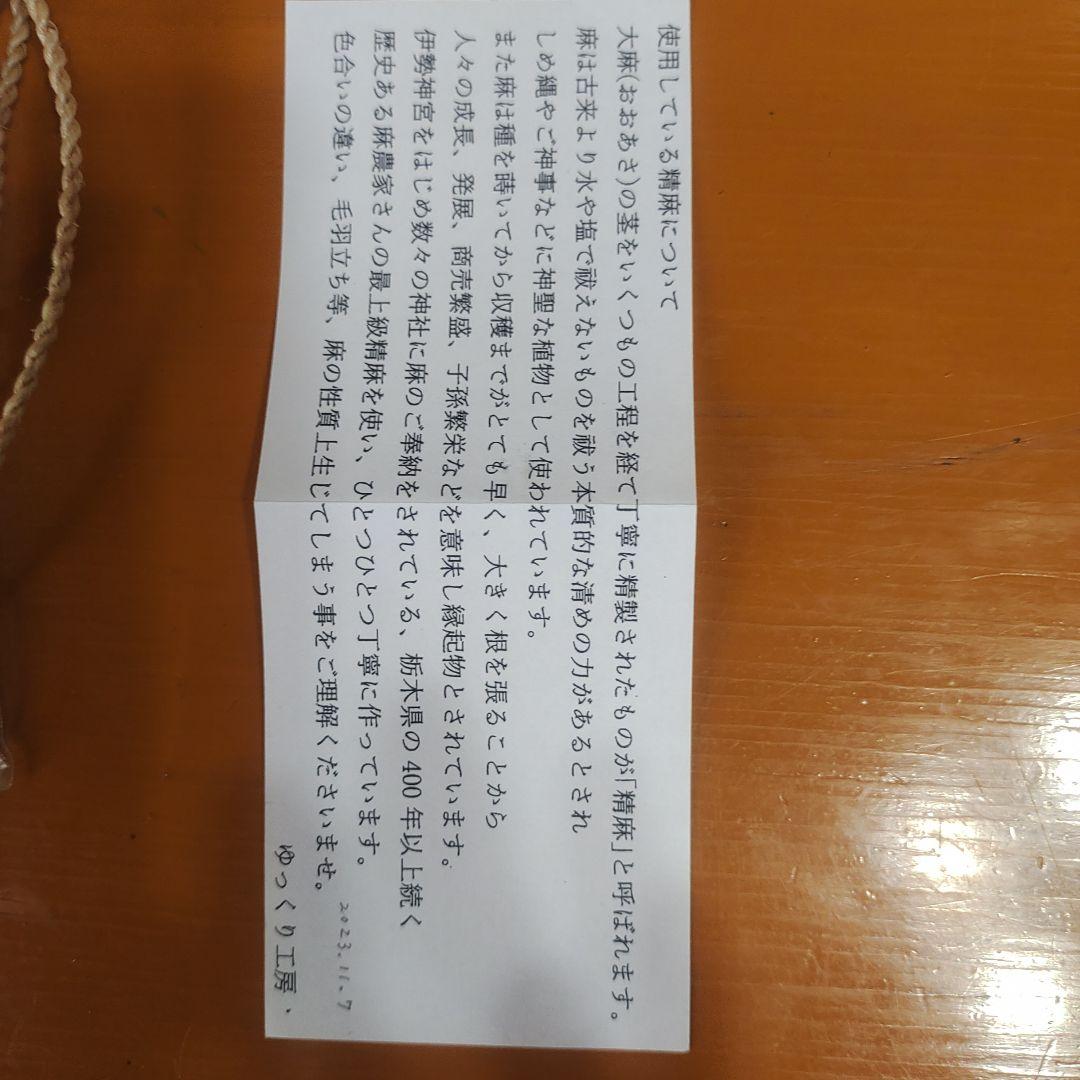 使用している精麻について
大麻(おおあさ)の茎をいくつもの工程を経て丁寧に精製されたものが「精麻」と呼ばれます。
麻は古来より水や塩で祓えないものを祓う本質的な清めの力があるとされ
しめ縄やご神事などに神聖な植物として使われています。
また麻は種を蒔いてから収穫までがとても早く、大きく根を張ることから
人々の成長、発展、商売繁盛、子孫繁栄などを意味し縁起物とされています。
伊勢神宮をはじめ数々の神社に麻のご奉納をされている、栃木県の400年以上続く
歴史ある麻農家さんの最上級精麻を使い、ひとつひとつ丁寧に作っています。
色合いの違い、毛羽立ち等、麻の性質上生じてしまう事をご理解くださいませ。
2023.11.7
ゆっくり工房.